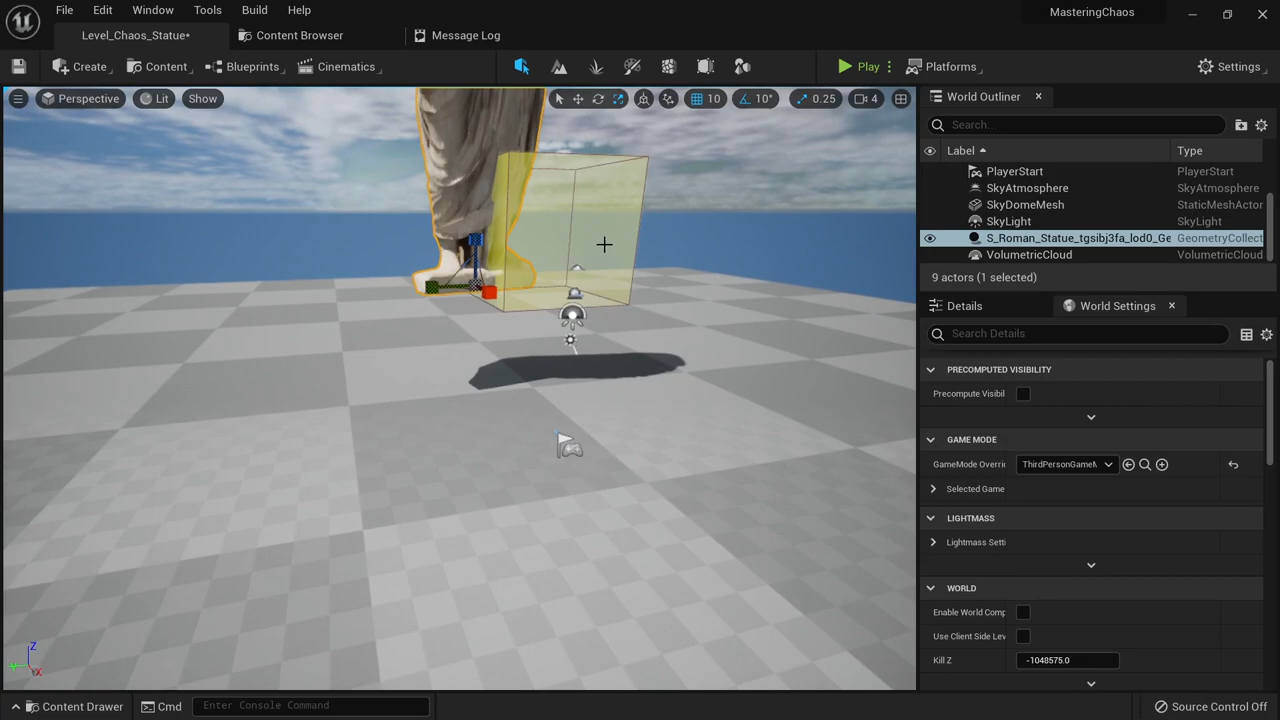 File Edit Window Tools Build Help
MasteringChaos
Level_Chaos_Statue* Content Browser Message Log
Create Content Blueprints Cinematics Play Platforms Settings
Perspective Lit Show 10 10° 0.25 4
World Outliner
Search...
Label Type
PlayerStart PlayerStart
SkyAtmosphere SkyAtmosphere
SkyDomeMesh StaticMeshActor
SkyLight SkyLight
S_Roman_Statue_tgsibj3fa_lod0_Ge GeometryCollect
VolumetricCloud VolumetricCloud
9 actors (1 selected)
Details World Settings
Search Details
PRECOMPUTED VISIBILITY
Precompute Visibil
GAME MODE
GameMode Overri ThirdPersonGameM
Selected Game
LIGHTMASS
Lightmass Setti
WORLD
Enable World Comp
Use Client Side Lev
Kill Z -1048575.0
Z
Y
X
Content Drawer Cmd Enter Console Command Source Control Off